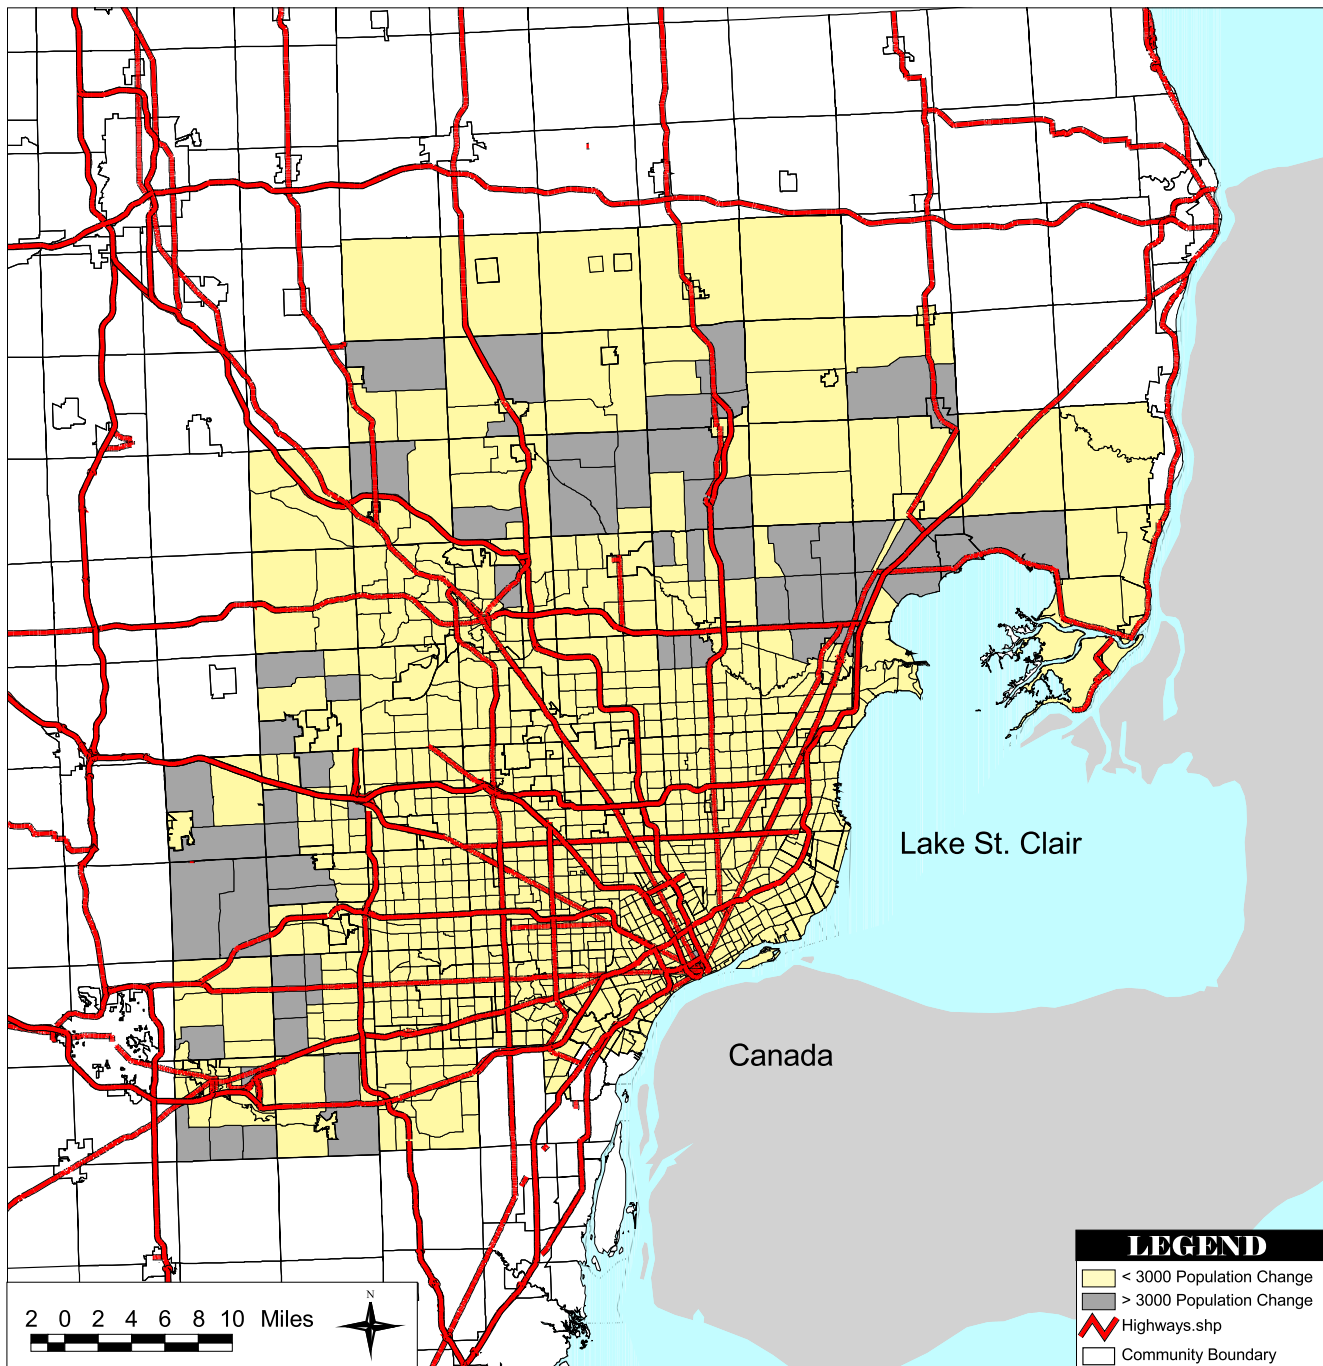 Lake St. Clair
Canada
LEGEND
< 3000 Population Change
> 3000 Population Change
Highways.shp
Community Boundary
N
2 0 2 4 6 8 10 Miles